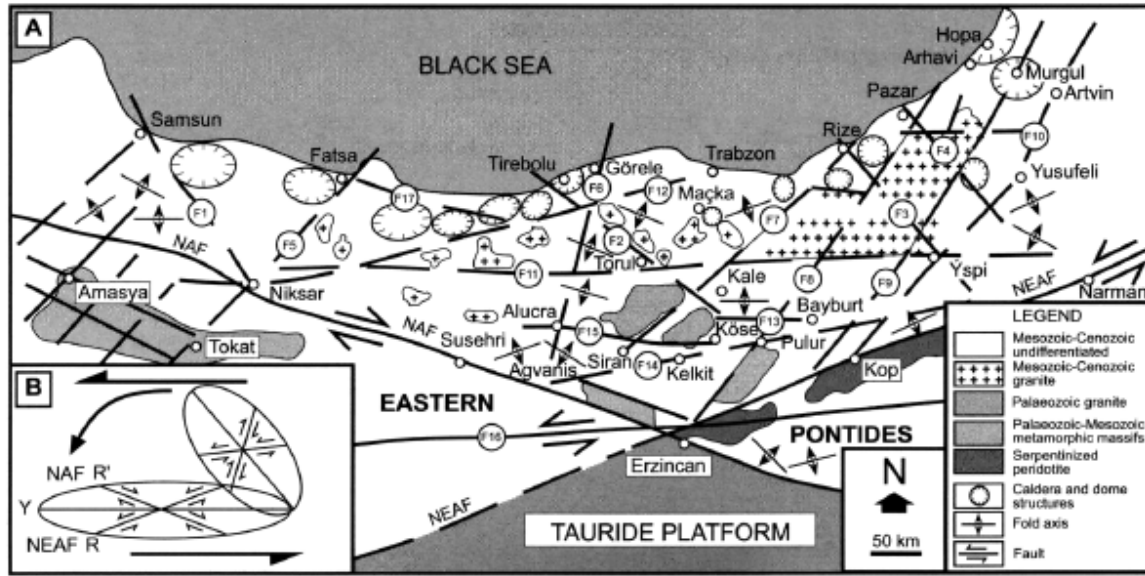 A
BLACK SEA
Hopa
Arhavi
Murgul
Artvin
Pazar
Samsun
Fatsa
Tirebolu
Görele
Trabzon
Rize
F4
F10
Yusufeli
F17
F6
F12
Maçka
F1
F5
F2
F7
F3
NAF
Torul
F11
Kale
F8
F9
Yspi
NEAF
Narman
Amasya
Niksar
Alucra
F15
Köse
F13
Bayburt
Pulur
NAF
Susehri
Agvanis
Siran
F14
Kelkit
Kop
Tokat
EASTERN
F16
PONTIDES
Erzincan
NEAF
TAURIDE PLATFORM
N
50 km
B
NAF R'
Y
NEAF R
LEGEND
Mesozoic-Cenozoic
undifferentiated
Mesozoic-Cenozoic
granite
Palaeozoic granite
Palaeozoic-Mesozoic
metamorphic massifs
Serpentinized
peridotite
Caldera and dome
structures
Fold axis
Fault